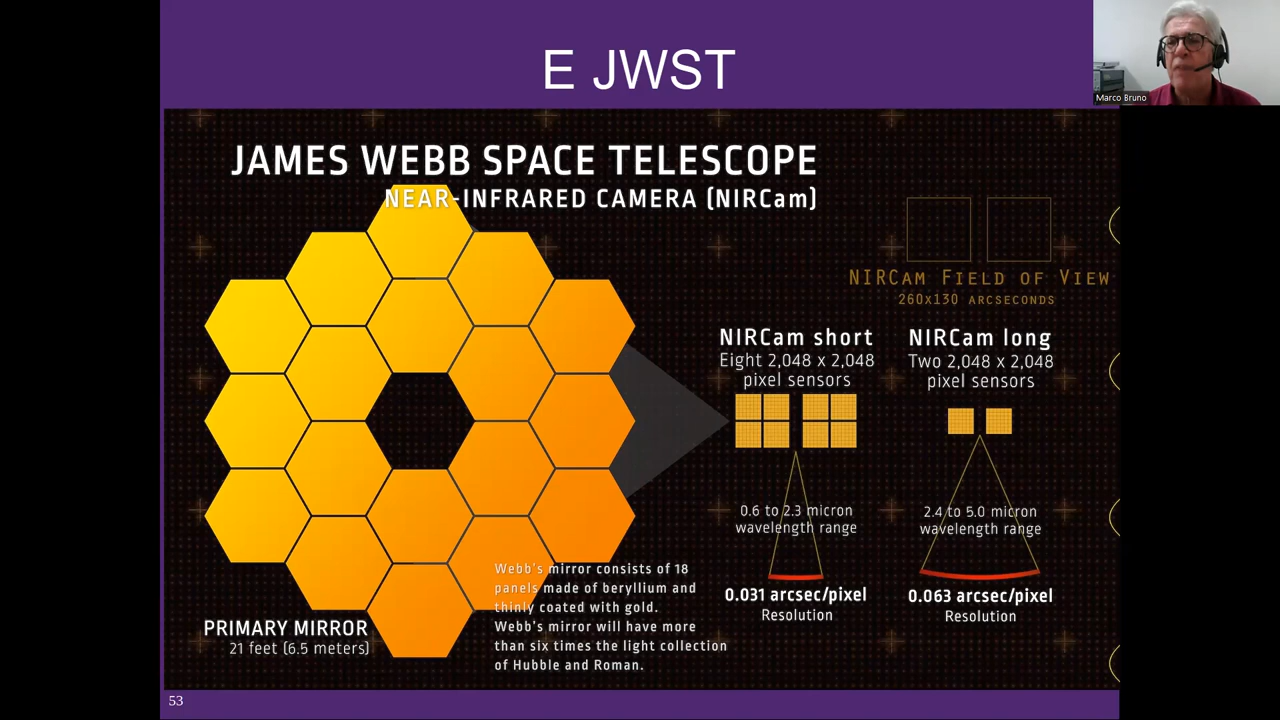 E JWST
Marco Bruno
JAMES WEBB SPACE TELESCOPE
NEAR-INFRARED CAMERA (NIRCam)
NIRCam Field of View
260x130 arcseconds
NIRCam short
Eight 2,048 x 2,048
pixel sensors
NIRCam long
Two 2,048 x 2,048
pixel sensors
0.6 to 2.3 micron
wavelength range
2.4 to 5.0 micron
wavelength range
0.031 arcsec/pixel
Resolution
0.063 arcsec/pixel
Resolution
Webb's mirror consists of 18
panels made of beryllium and
thinly coated with gold.
Webb's mirror will have more
than six times the light collection
of Hubble and Roman.
PRIMARY MIRROR
21 feet (6.5 meters)
53